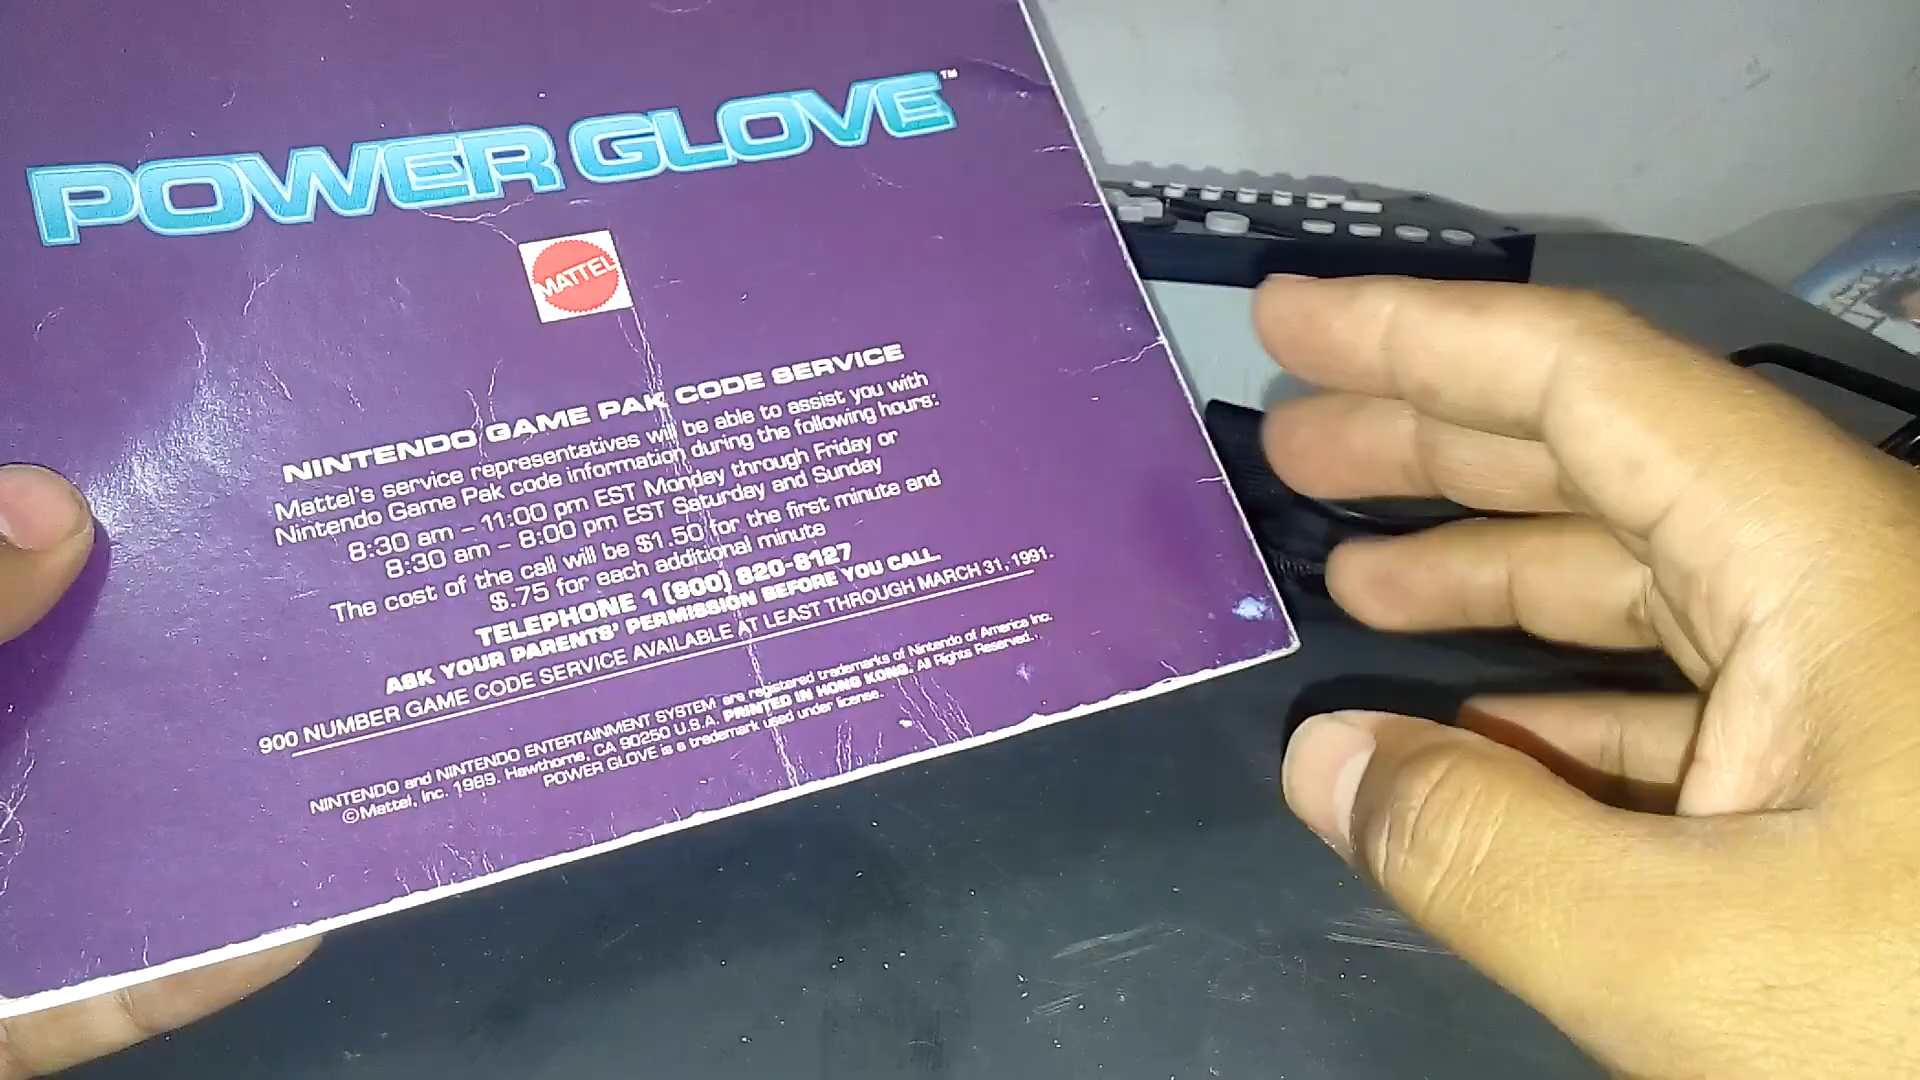 POWER GLOVE™
MATTEL
NINTENDO GAME PAK CODE SERVICE
Mattel's service representatives will be able to assist you with
Nintendo Game Pak code information during the following hours:
8:30 am – 11:00 pm EST Monday through Friday or
8:30 am – 8:00 pm EST Saturday and Sunday
The cost of the call will be $1.50 for the first minute and
$.75 for each additional minute
TELEPHONE 1 (900) 820-8127
ASK YOUR PARENTS' PERMISSION BEFORE YOU CALL.
900 NUMBER GAME CODE SERVICE AVAILABLE AT LEAST THROUGH MARCH 31, 1991.
NINTENDO and NINTENDO ENTERTAINMENT SYSTEM are registered trademarks of Nintendo of America Inc.
©Mattel, Inc. 1989. Hawthorne, CA 90250 U.S.A. PRINTED IN HONG KONG. All Rights Reserved.
POWER GLOVE is a trademark used under license.